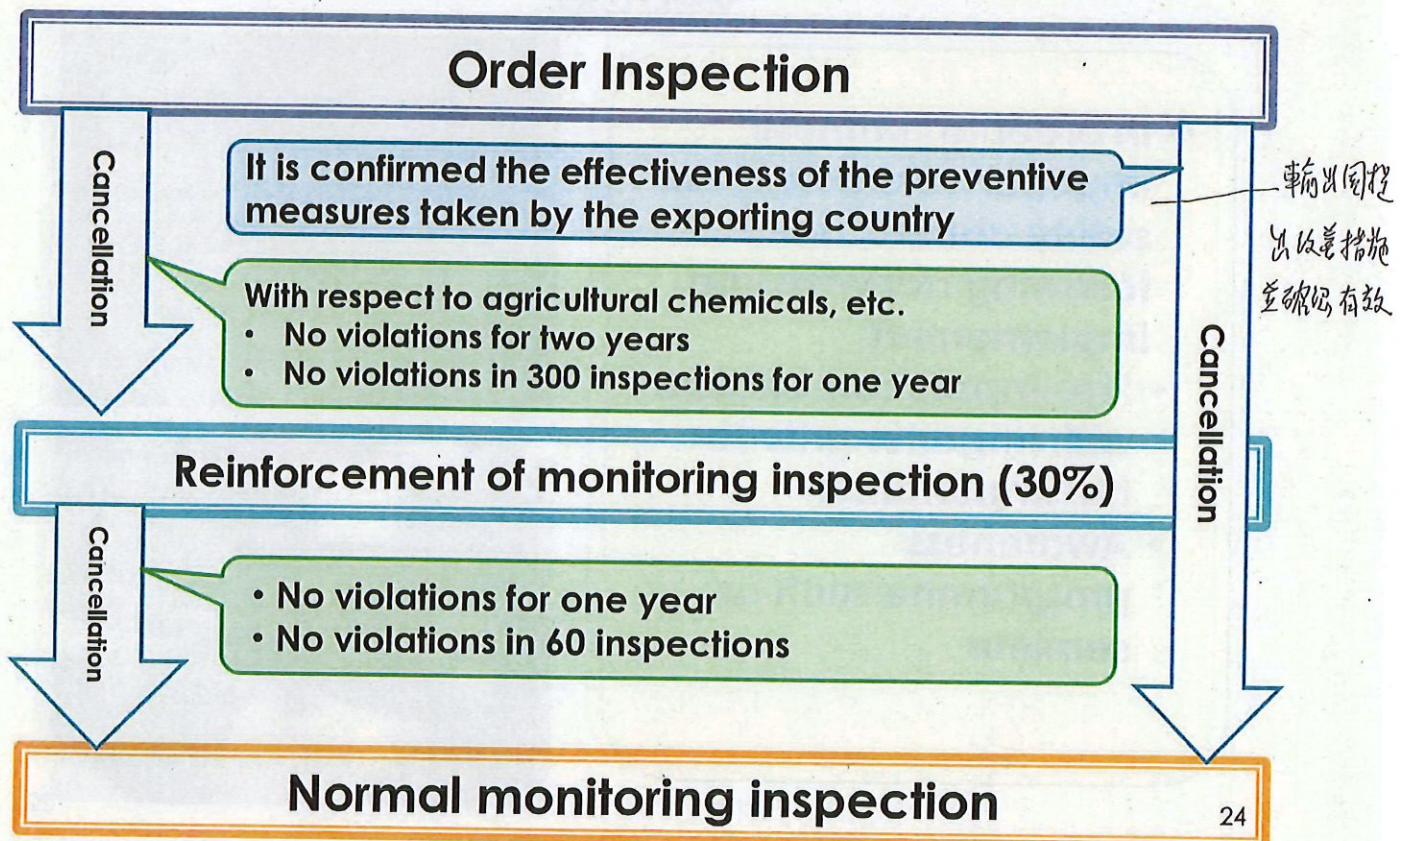 Order Inspection
Cancellation
It is confirmed the effectiveness of the preventive
measures taken by the exporting country
輸出國提
出改善措施
並確認有效
With respect to agricultural chemicals, etc.
• No violations for two years
• No violations in 300 inspections for one year
Cancellation
Reinforcement of monitoring inspection (30%)
Cancellation
• No violations for one year
• No violations in 60 inspections
Normal monitoring inspection
24